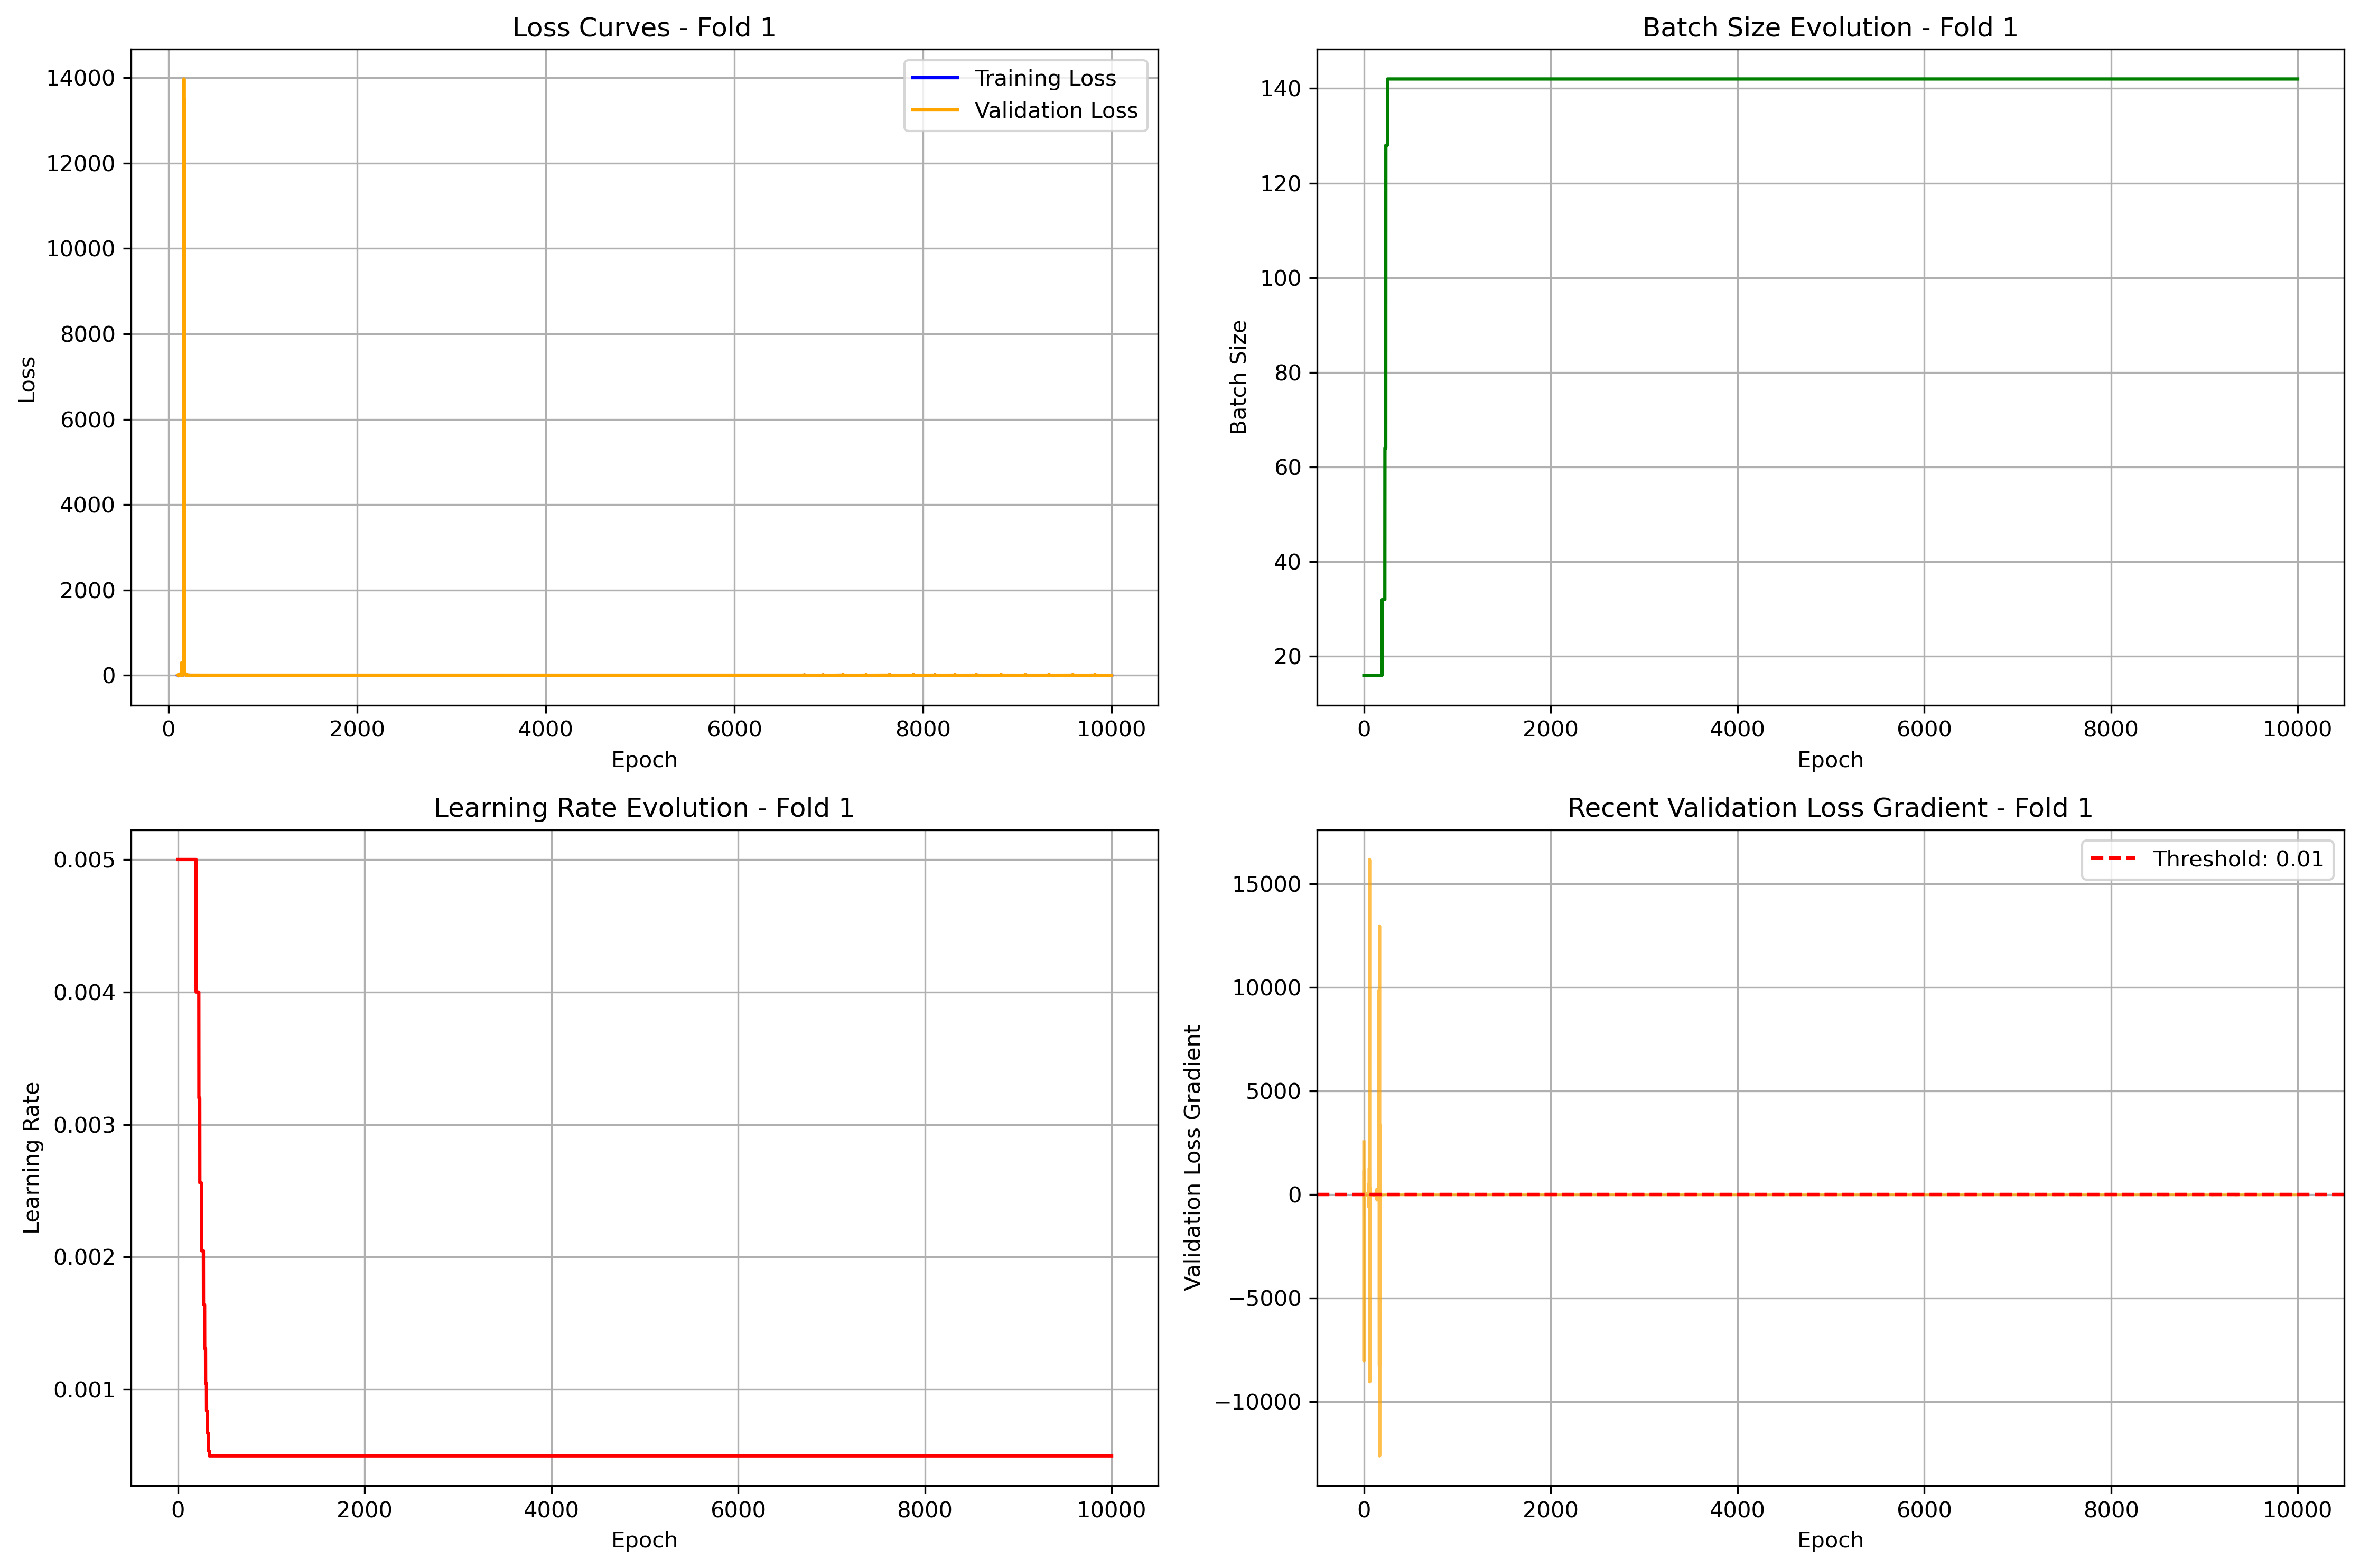 Loss Curves - Fold 1
Training Loss
Validation Loss
14000
12000
10000
8000
6000
4000
2000
0
Loss
0 2000 4000 6000 8000 10000
Epoch
Batch Size Evolution - Fold 1
140
120
100
80
60
40
20
Batch Size
0 2000 4000 6000 8000 10000
Epoch
Learning Rate Evolution - Fold 1
0.005
0.004
0.003
0.002
0.001
Learning Rate
0 2000 4000 6000 8000 10000
Epoch
Recent Validation Loss Gradient - Fold 1
Threshold: 0.01
15000
10000
5000
0
−5000
−10000
Validation Loss Gradient
0 2000 4000 6000 8000 10000
Epoch